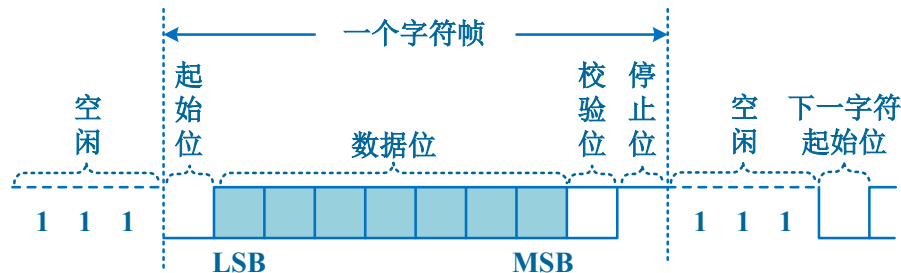 一个字符帧
起始位
校验位
停止位
空闲
数据位
空闲
下一字符
起始位
1 1 1
1 1 1
LSB
MSB